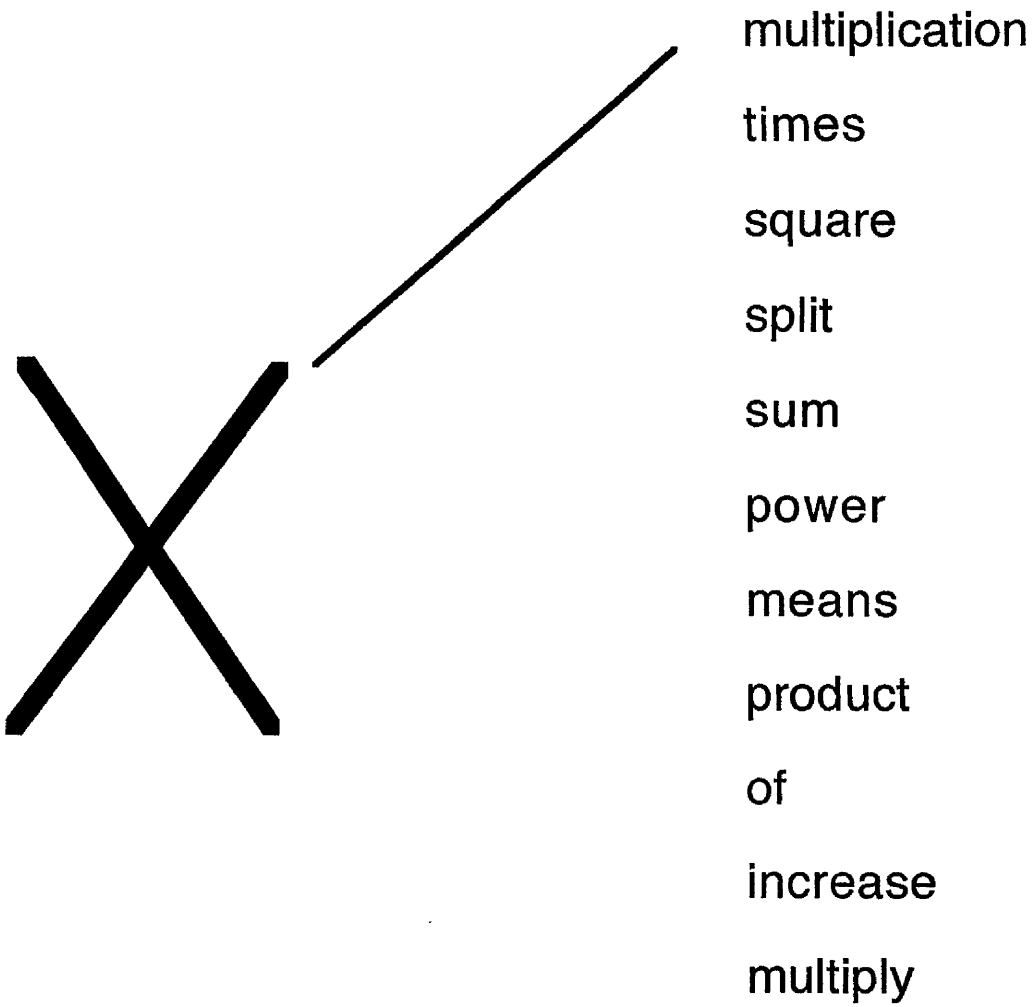 multiplication
times
square
split
sum
power
means
product
of
increase
multiply